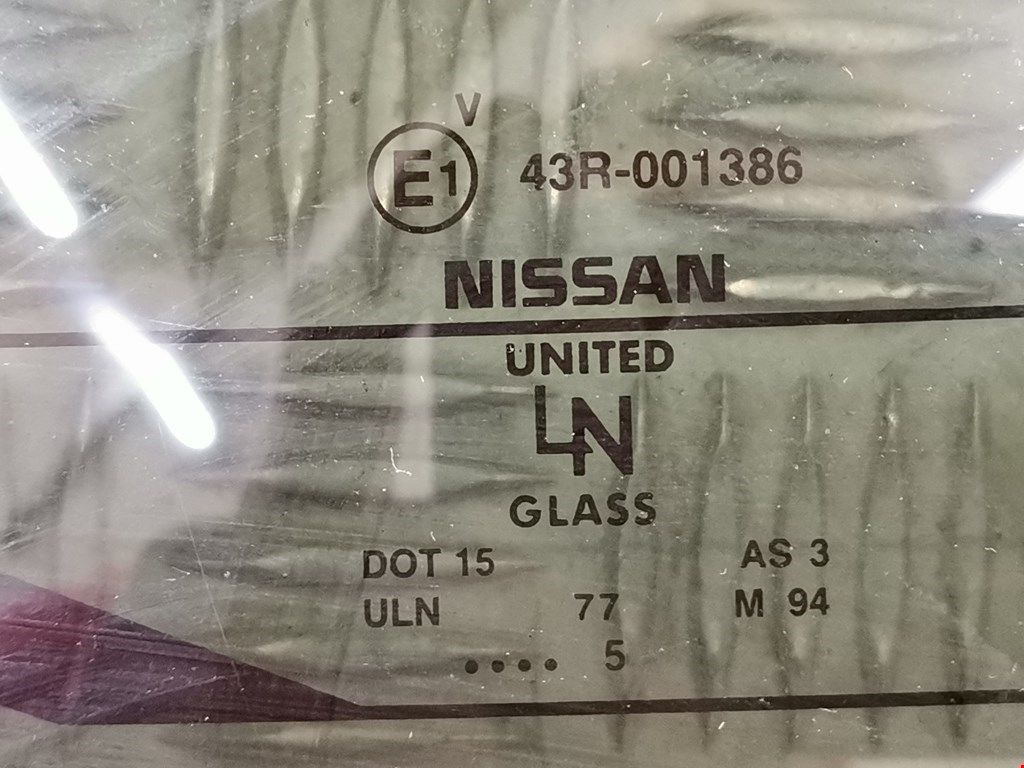 V
E1 43R-001386
NISSAN
UNITED
LN
GLASS
DOT 15 AS 3
ULN 77 M 94
.... 5